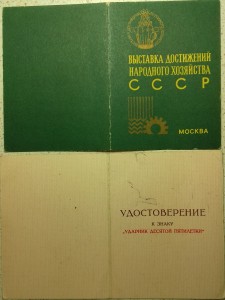 ВЫСТАВКА ДОСТИЖЕНИЙ
НАРОДНОГО ХОЗЯЙСТВА
СССР
МОСКВА
УДОСТОВЕРЕНИЕ
К ЗНАКУ
„УДАРНИК ДЕСЯТОЙ ПЯТИЛЕТКИ“